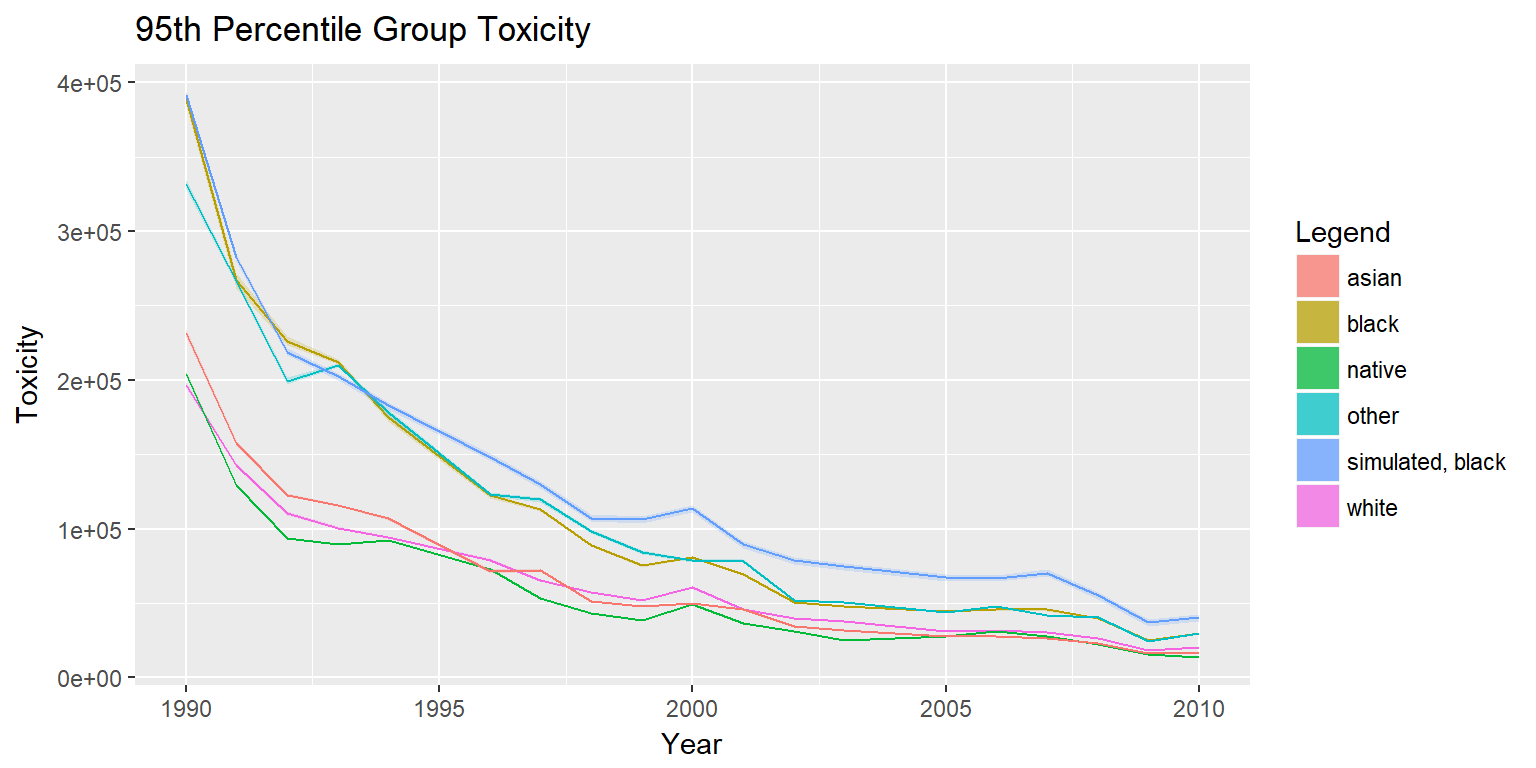 95th Percentile Group Toxicity
4e+05
3e+05
2e+05
1e+05
0e+00
Toxicity
1990
1995
2000
2005
2010
Year
Legend
asian
black
native
other
simulated, black
white